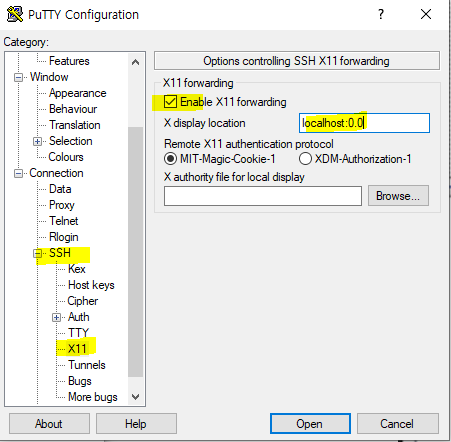 PuTTY Configuration
?
Category:
Features
Window
Appearance
Behaviour
Translation
Selection
Colours
Connection
Data
Proxy
Telnet
Rlogin
SSH
Kex
Host keys
Cipher
Auth
TTY
X11
Tunnels
Bugs
More bugs
Options controlling SSH X11 forwarding
X11 forwarding
Enable X11 forwarding
X display location
localhost:0.0
Remote X11 authentication protocol
MIT-Magic-Cookie-1 XDM-Authorization-1
X authority file for local display
Browse...
About Help Open Cancel